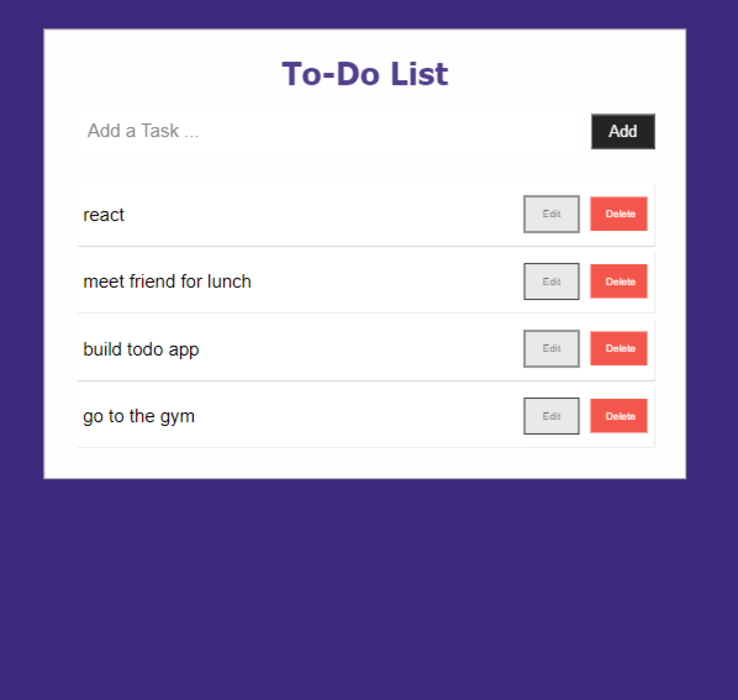 To-Do List
Add a Task ... Add
react Edit Delete
meet friend for lunch Edit Delete
build todo app Edit Delete
go to the gym Edit Delete